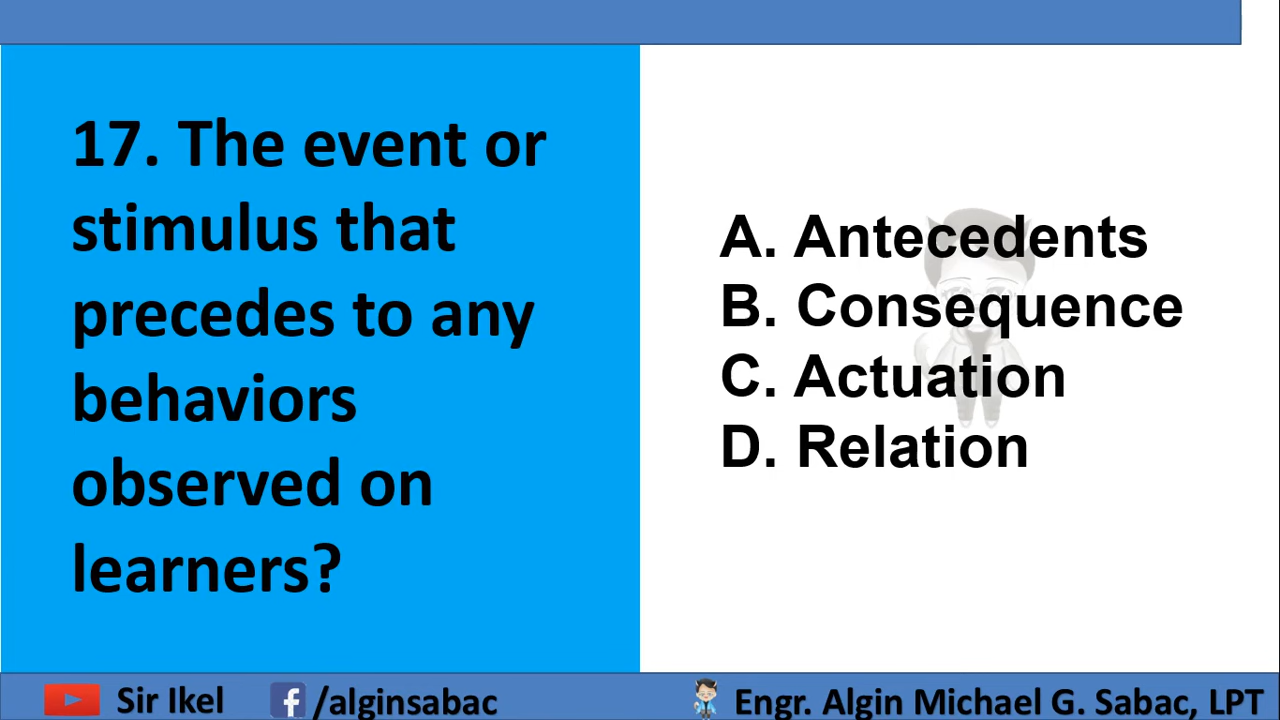 17. The event or
stimulus that
precedes to any
behaviors
observed on
learners?
A. Antecedents
B. Consequence
C. Actuation
D. Relation
Sir Ikel
/alginsabac
Engr. Algin Michael G. Sabac, LPT